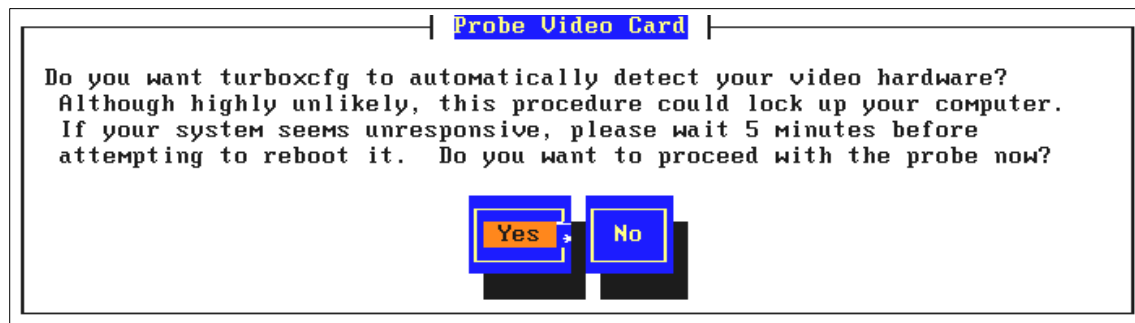 Probe Video Card
Do you want turboxcfg to automatically detect your video hardware?
Although highly unlikely, this procedure could lock up your computer.
If your system seems unresponsive, please wait 5 minutes before
attempting to reboot it.  Do you want to proceed with the probe now?
Yes No